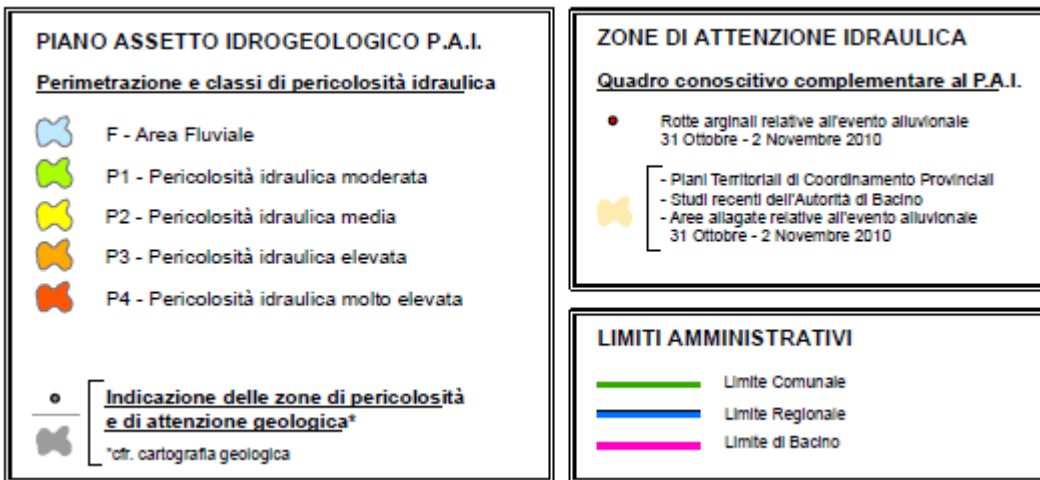 PIANO ASSETTO IDROGEOLOGICO P.A.I.
Perimetrazione e classi di pericolosità idraulica
F - Area Fluviale
P1 - Pericolosità idraulica moderata
P2 - Pericolosità idraulica media
P3 - Pericolosità idraulica elevata
P4 - Pericolosità idraulica molto elevata
Indicazione delle zone di pericolosità
e di attenzione geologica*
*cfr. cartografia geologica
ZONE DI ATTENZIONE IDRAULICA
Quadro conoscitivo complementare al P.A.I.
Rotte arginali relative all'evento alluvionale
31 Ottobre - 2 Novembre 2010
- Piani Territoriali di Coordinamento Provinciali
- Studi recenti dell'Autorità di Bacino
- Aree allagate relative all'evento alluvionale
31 Ottobre - 2 Novembre 2010
LIMITI AMMINISTRATIVI
Limite Comunale
Limite Regionale
Limite di Bacino